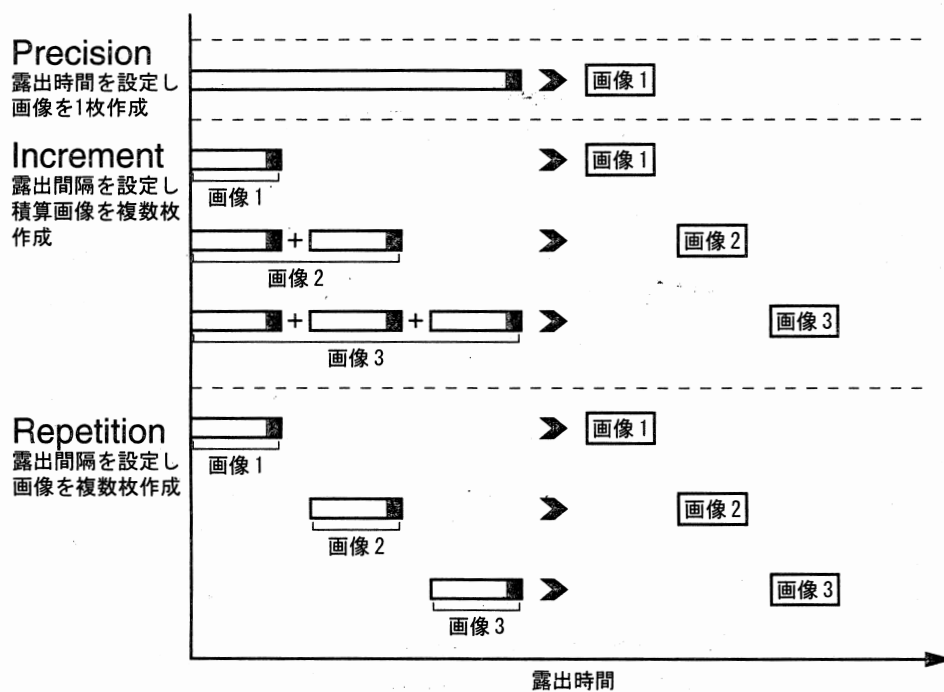 Precision
露出時間を設定し
画像を1枚作成
画像1
Increment
露出間隔を設定し
積算画像を複数枚
作成
画像1
画像1
+
画像2
画像2
+
+
画像3
画像3
Repetition
露出間隔を設定し
画像を複数枚作成
画像1
画像1
画像2
画像2
画像3
画像3
露出時間